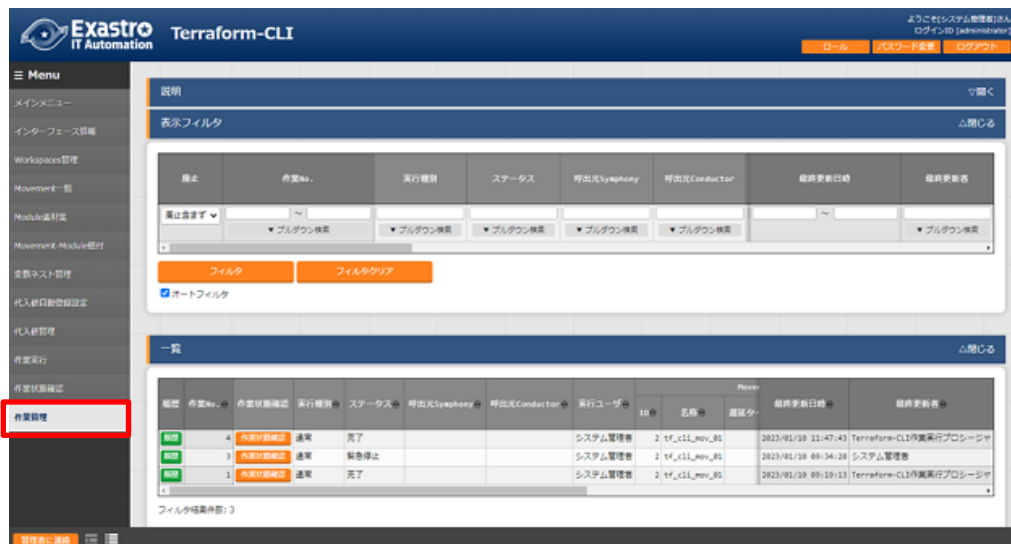 Exastro
IT Automation
Terraform-CLI
ようこそ[システム管理者]さん
ログインID [administrator]
ロール
パスワード変更
ログアウト
Menu
メインメニュー
インターフェース情報
Workspaces管理
Movement一覧
Module素材集
Movement-Module紐付
変数ネスト管理
代入値自動登録設定
代入値管理
作業実行
作業状態確認
作業管理
説明
▽開く
表示フィルタ
△閉じる
廃止 作業No. 実行種別 ステータス 呼出元Symphony 呼出元Conductor 最終更新日時 最終更新者
廃止含まず ～ ～
▼ プルダウン検索 ▼ プルダウン検索 ▼ プルダウン検索 ▼ プルダウン検索 ▼ プルダウン検索 ▼ プルダウン検索
フィルタ フィルタクリア
オートフィルタ
一覧
△閉じる
履歴 作業No. 作業状態確認 実行種別 ステータス 呼出元Symphony 呼出元Conductor 実行ユーザ ID 名称 遅延タ 最終更新日時 最終更新者
履歴 4 作業状態確認 通常 完了 システム管理者 2 tf_cli_mov_01 2023/01/10 11:47:43 Terraform-CLI作業実行プロシージャ
履歴 3 作業状態確認 通常 緊急停止 システム管理者 2 tf_cli_mov_01 2023/01/10 09:34:20 システム管理者
履歴 1 作業状態確認 通常 完了 システム管理者 2 tf_cli_mov_01 2023/01/10 09:19:13 Terraform-CLI作業実行プロシージャ
フィルタ結果件数: 3
管理者に連絡